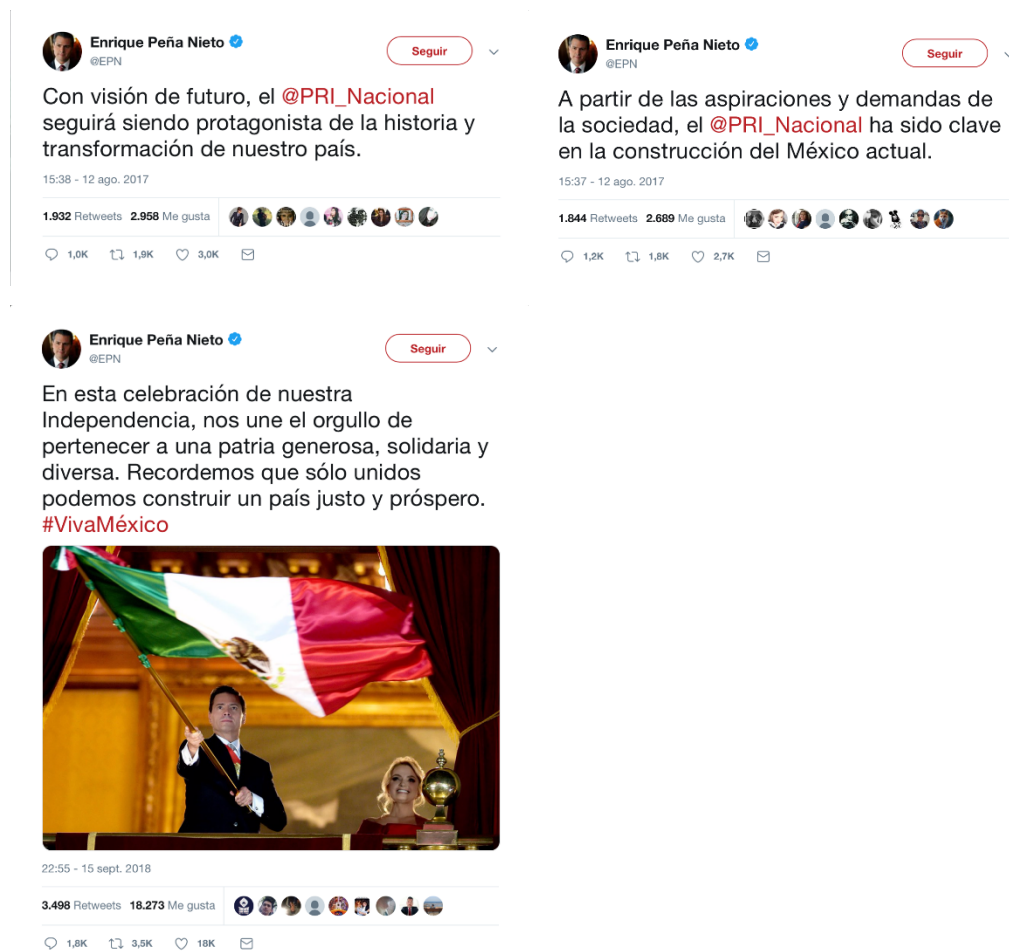 Enrique Peña Nieto
@EPN
Seguir
Con visión de futuro, el @PRI_Nacional
seguirá siendo protagonista de la historia y
transformación de nuestro país.
15:38 - 12 ago. 2017
1.932 Retweets 2.958 Me gusta
1,0K 1,9K 3,0K
Enrique Peña Nieto
@EPN
Seguir
A partir de las aspiraciones y demandas de
la sociedad, el @PRI_Nacional ha sido clave
en la construcción del México actual.
15:37 - 12 ago. 2017
1.844 Retweets 2.689 Me gusta
1,2K 1,8K 2,7K
Enrique Peña Nieto
@EPN
Seguir
En esta celebración de nuestra
Independencia, nos une el orgullo de
pertenecer a una patria generosa, solidaria y
diversa. Recordemos que sólo unidos
podemos construir un país justo y próspero.
#VivaMéxico
22:55 - 15 sept. 2018
3.498 Retweets 18.273 Me gusta
1,8K 3,5K 18K